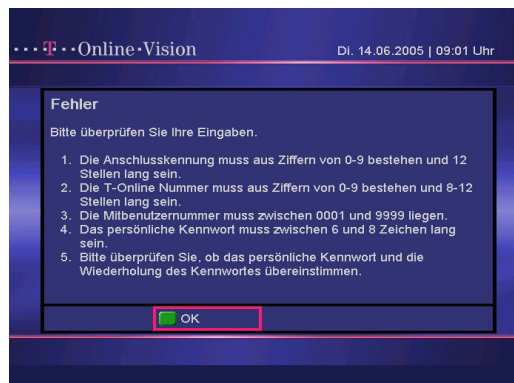 ···T··Online·Vision
Di. 14.06.2005 | 09:01 Uhr
Fehler
Bitte überprüfen Sie Ihre Eingaben.
1. Die Anschlusskennung muss aus Ziffern von 0-9 bestehen und 12
Stellen lang sein.
2. Die T-Online Nummer muss aus Ziffern von 0-9 bestehen und 8-12
Stellen lang sein.
3. Die Mitbenutzernummer muss zwischen 0001 und 9999 liegen.
4. Das persönliche Kennwort muss zwischen 6 und 8 Zeichen lang
sein.
5. Bitte überprüfen Sie, ob das persönliche Kennwort und die
Wiederholung des Kennwortes übereinstimmen.
OK